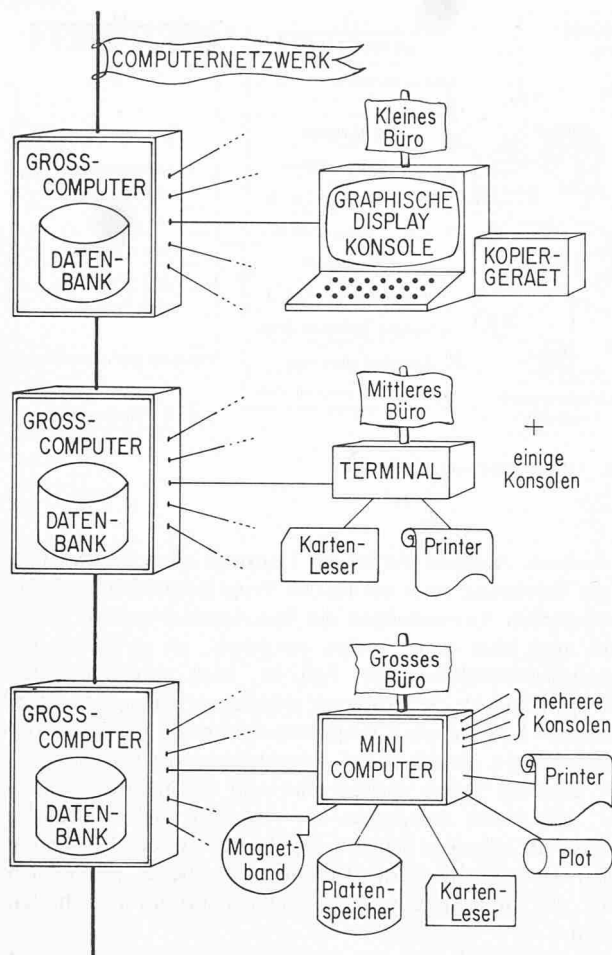 COMPUTERNETZWERK
GROSS-
COMPUTER
DATEN-
BANK
Kleines
Büro
GRAPHISCHE
DISPLAY
KONSOLE
KOPIER-
GERAET
GROSS-
COMPUTER
DATEN-
BANK
Mittleres
Büro
TERMINAL
+
einige
Konsolen
Karten-
Leser
Printer
GROSS-
COMPUTER
DATEN-
BANK
Grosses
Büro
MINI
COMPUTER
mehrere
Konsolen
Printer
Plot
Magnet-
band
Platten-
speicher
Karten-
Leser